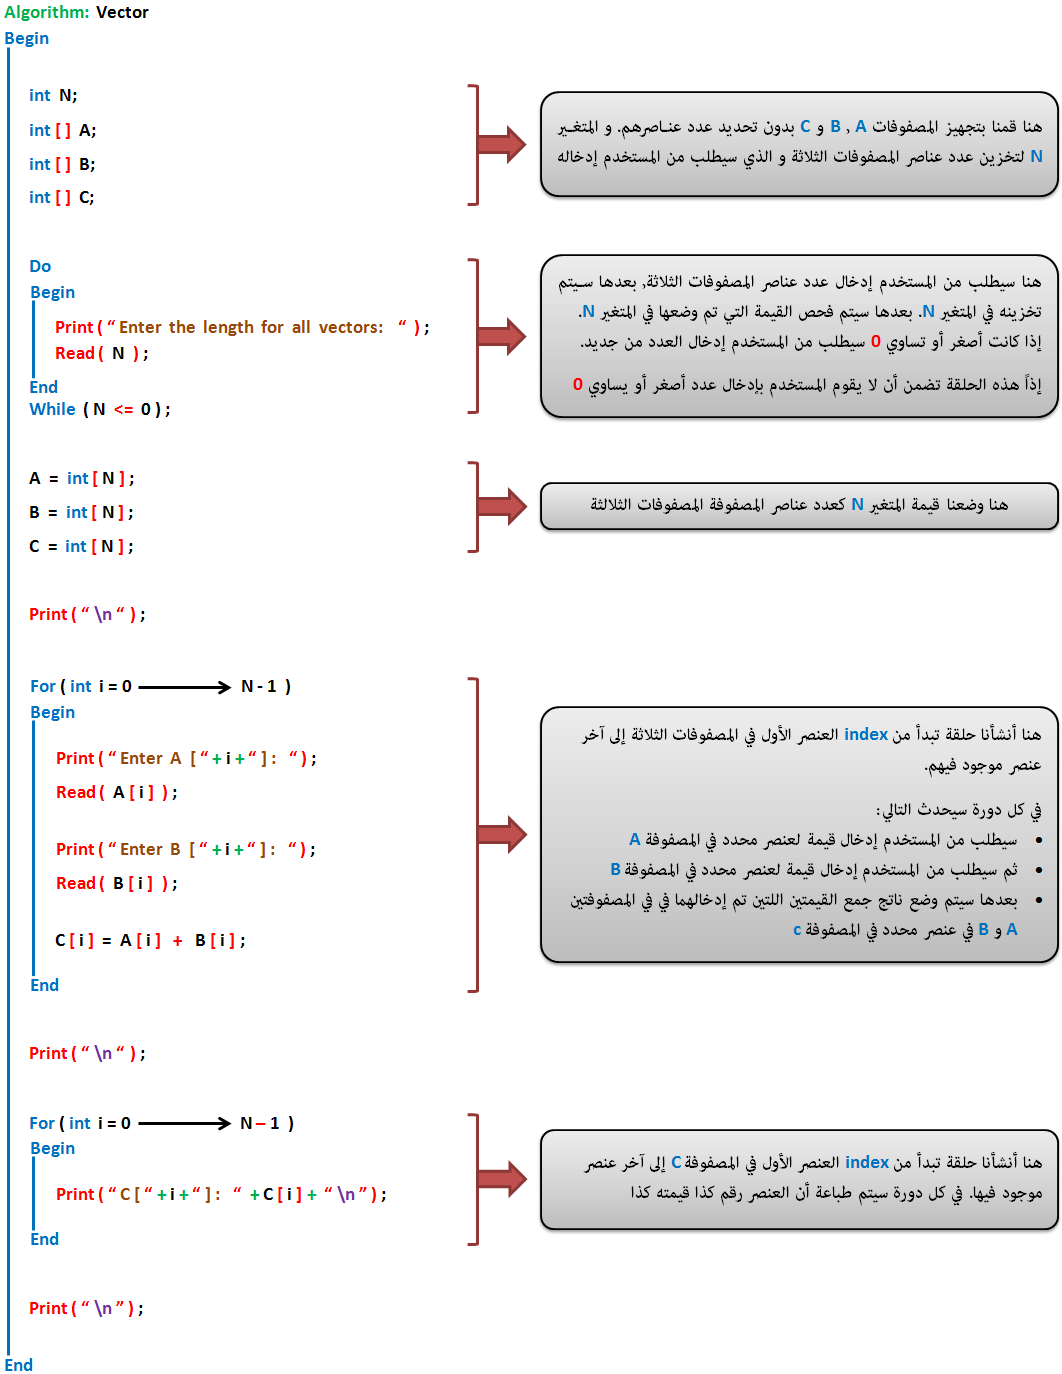 Algorithm: Vector
Begin
int N;
int [ ] A;
int [ ] B;
int [ ] C;
هنا قمنا بتجهيز المصفوفات A , B و C بدون تحديد عدد عناصرهم. و المتغير
N لتخزين عدد عناصر المصفوفات الثلاثة و الذي سيطلب من المستخدم إدخاله
Do
Begin
Print ( “ Enter the length for all vectors: “ ) ;
Read ( N ) ;
End
While ( N <= 0 ) ;
هنا سيطلب من المستخدم إدخال عدد عناصر المصفوفات الثلاثة, بعدها سيتم
تخزينه في المتغير N. بعدها سيتم فحص القيمة التي تم وضعها في المتغير N.
إذا كانت أصغر أو تساوي 0 سيطلب من المستخدم إدخال العدد من جديد.
إذاً هذه الحلقة تضمن أن لا يقوم المستخدم بإدخال عدد أصغر أو يساوي 0
A = int [ N ] ;
B = int [ N ] ;
C = int [ N ] ;
هنا وضعنا قيمة المتغير N كعدد عناصر المصفوفة المصفوفات الثلالثة
Print ( “ \n “ ) ;
For ( int i = 0 N - 1 )
Begin
Print ( “ Enter A [ “ + i + “ ] : “ ) ;
Read ( A [ i ] ) ;
Print ( “ Enter B [ “ + i + “ ] : “ ) ;
Read ( B [ i ] ) ;
C [ i ] = A [ i ] + B [ i ] ;
End
هنا أنشأنا حلقة تبدأ من index العنصر الأول في المصفوفات الثلاثة إلى آخر
عنصر موجود فيهم.
في كل دورة سيحدث التالي:
• سيطلب من المستخدم إدخال قيمة لعنصر محدد في المصفوفة A
• ثم سيطلب من المستخدم إدخال قيمة لعنصر محدد في المصفوفة B
• بعدها سيتم وضع ناتج جمع القيمتين اللتين تم إدخالهما في في المصفوفتين
A و B في عنصر محدد في المصفوفة c
Print ( “ \n “ ) ;
For ( int i = 0 N – 1 )
Begin
Print ( “ C [ “ + i + “ ] : “ + C [ i ] + “ \n ” ) ;
End
هنا أنشأنا حلقة تبدأ من index العنصر الأول في المصفوفة C إلى آخر عنصر
موجود فيها. في كل دورة سيتم طباعة أن العنصر رقم كذا قيمته كذا
Print ( “ \n ” ) ;
End